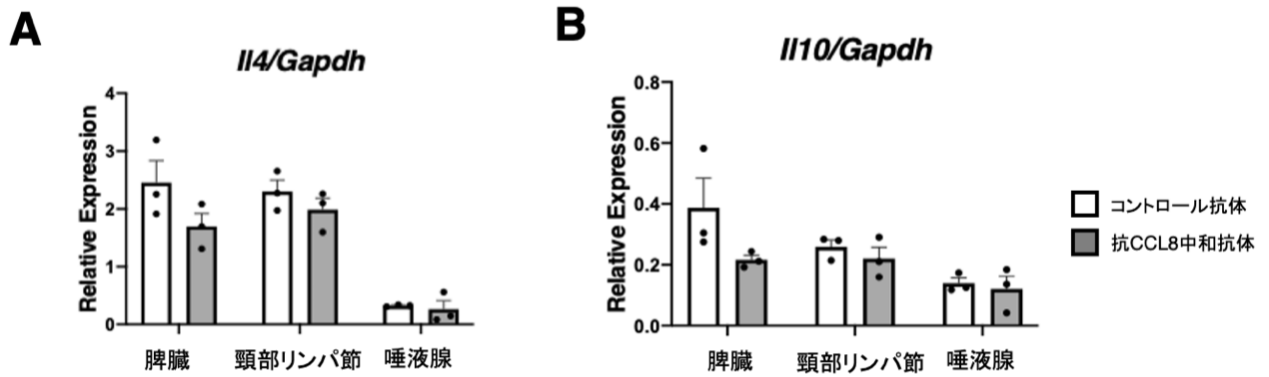 A
Il4/Gapdh
Relative Expression
4
3
2
1
0
脾臓 頸部リンパ節 唾液腺
B
Il10/Gapdh
Relative Expression
0.8
0.6
0.4
0.2
0.0
脾臓 頸部リンパ節 唾液腺
コントロール抗体
抗CCL8中和抗体